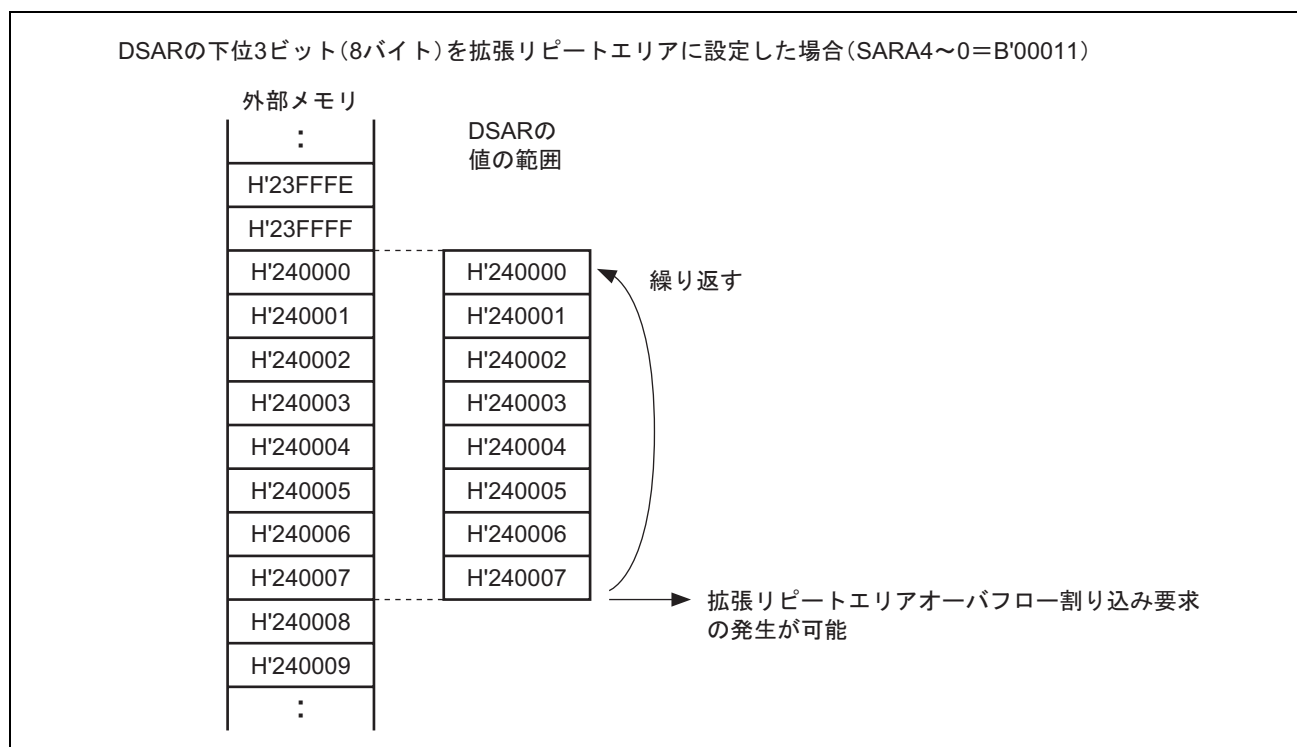 DSARの下位3ビット(8バイト)を拡張リピートエリアに設定した場合(SARA4～0＝B'00011)
外部メモリ
DSARの
値の範囲
:
H'23FFFE
H'23FFFF
H'240000
H'240001
H'240002
H'240003
H'240004
H'240005
H'240006
H'240007
H'240008
H'240009
:
H'240000
H'240001
H'240002
H'240003
H'240004
H'240005
H'240006
H'240007
繰り返す
拡張リピートエリアオーバフロー割り込み要求
の発生が可能